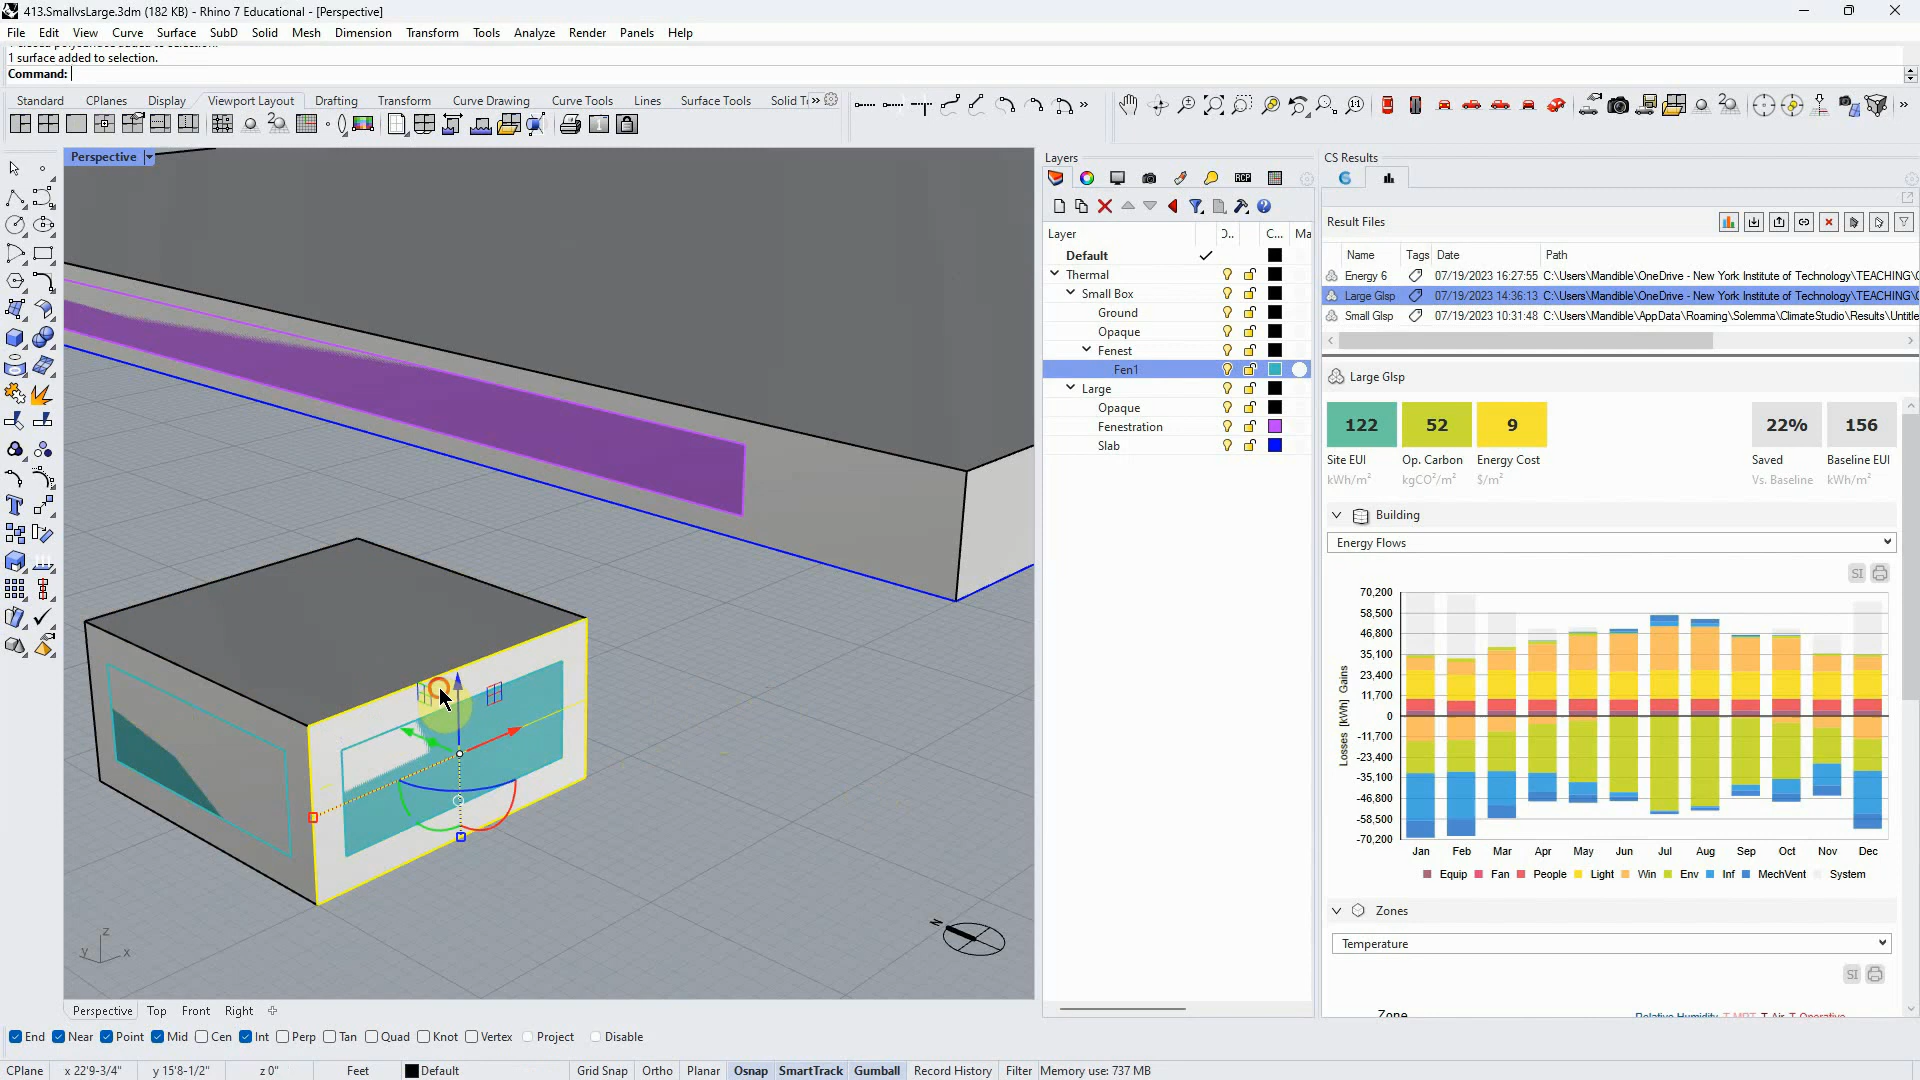 413.SmallvsLarge.3dm (182 KB) - Rhino 7 Educational - [Perspective]
File Edit View Curve Surface SubD Solid Mesh Dimension Transform Tools Analyze Render Panels Help
1 surface added to selection.
Command:
Standard CPlanes Display Viewport Layout Drafting Transform Curve Drawing Curve Tools Lines Surface Tools Solid T
Perspective
Layers
RCP
Layer D.. C... Ma
Default
Thermal
Small Box
Ground
Opaque
Fenest
Fen1
Large
Opaque
Fenestration
Slab
CS Results
Result Files
Name Tags Date Path
Energy 6 07/19/2023 16:27:55 C:\Users\Mandible\OneDrive - New York Institute of Technology\TEACHING\
Large Glsp 07/19/2023 14:36:13 C:\Users\Mandible\OneDrive - New York Institute of Technology\TEACHING\
Small Glsp 07/19/2023 10:31:48 C:\Users\Mandible\AppData\Roaming\Solemma\ClimateStudio\Results\Untitle
Large Glsp
122 52 9 22% 156
Site EUI Op. Carbon Energy Cost Saved Baseline EUI
kWh/m² kgCO²/m² $/m² Vs. Baseline kWh/m²
Building
Energy Flows
SI
Losses [kWh] Gains
70,200
58,500
46,800
35,100
23,400
11,700
0
-11,700
-23,400
-35,100
-46,800
-58,500
-70,200
Jan Feb Mar Apr May Jun Jul Aug Sep Oct Nov Dec
Equip Fan People Light Win Env Inf MechVent System
Zones
Temperature
SI
Zone Relative Humidity T MRT T Air T Operative
N
z
y x
Perspective Top Front Right
End Near Point Mid Cen Int Perp Tan Quad Knot Vertex Project Disable
CPlane x 22'9-3/4" y 15'8-1/2" z 0" Feet Default Grid Snap Ortho Planar Osnap SmartTrack Gumball Record History Filter Memory use: 737 MB